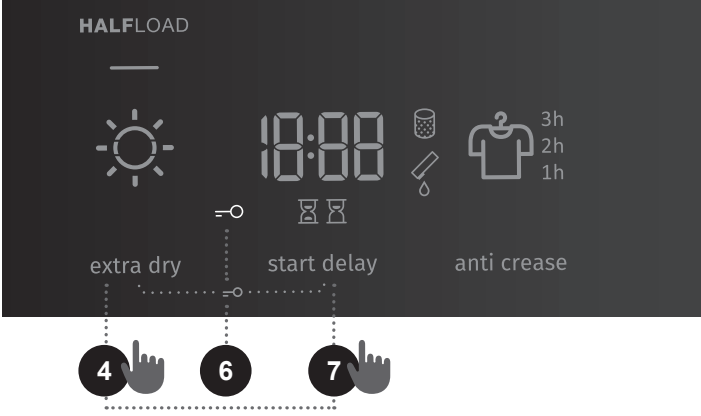 HALFLOAD
18:88
3h
2h
1h
extra dry
start delay
anti crease
4
6
7